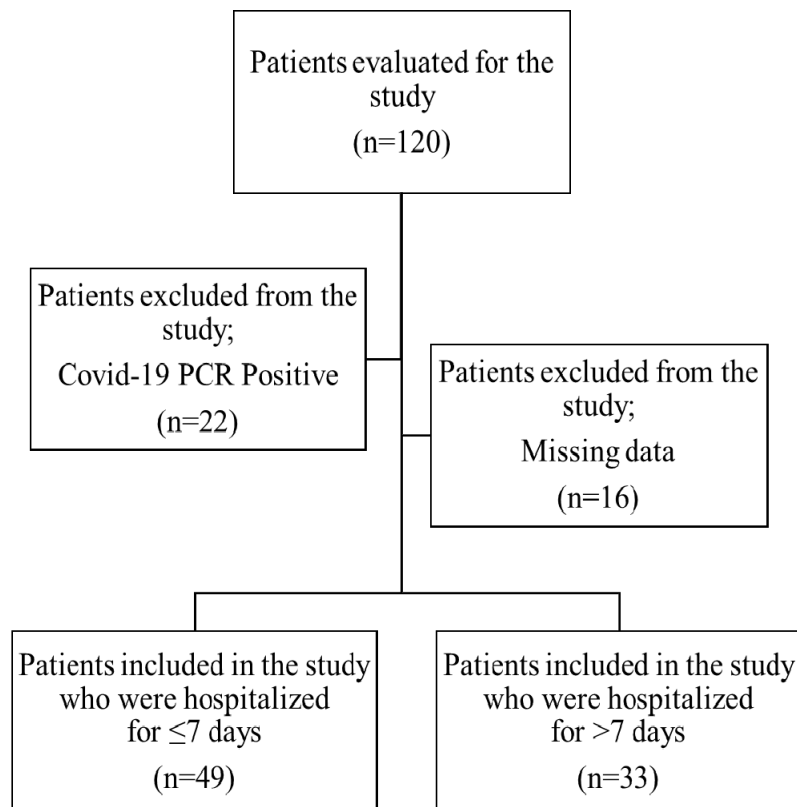 Patients evaluated for the
study
(n=120)
Patients excluded from the
study;
Covid-19 PCR Positive
(n=22)
Patients excluded from the
study;
Missing data
(n=16)
Patients included in the study
who were hospitalized
for ≤7 days
(n=49)
Patients included in the study
who were hospitalized
for >7 days
(n=33)